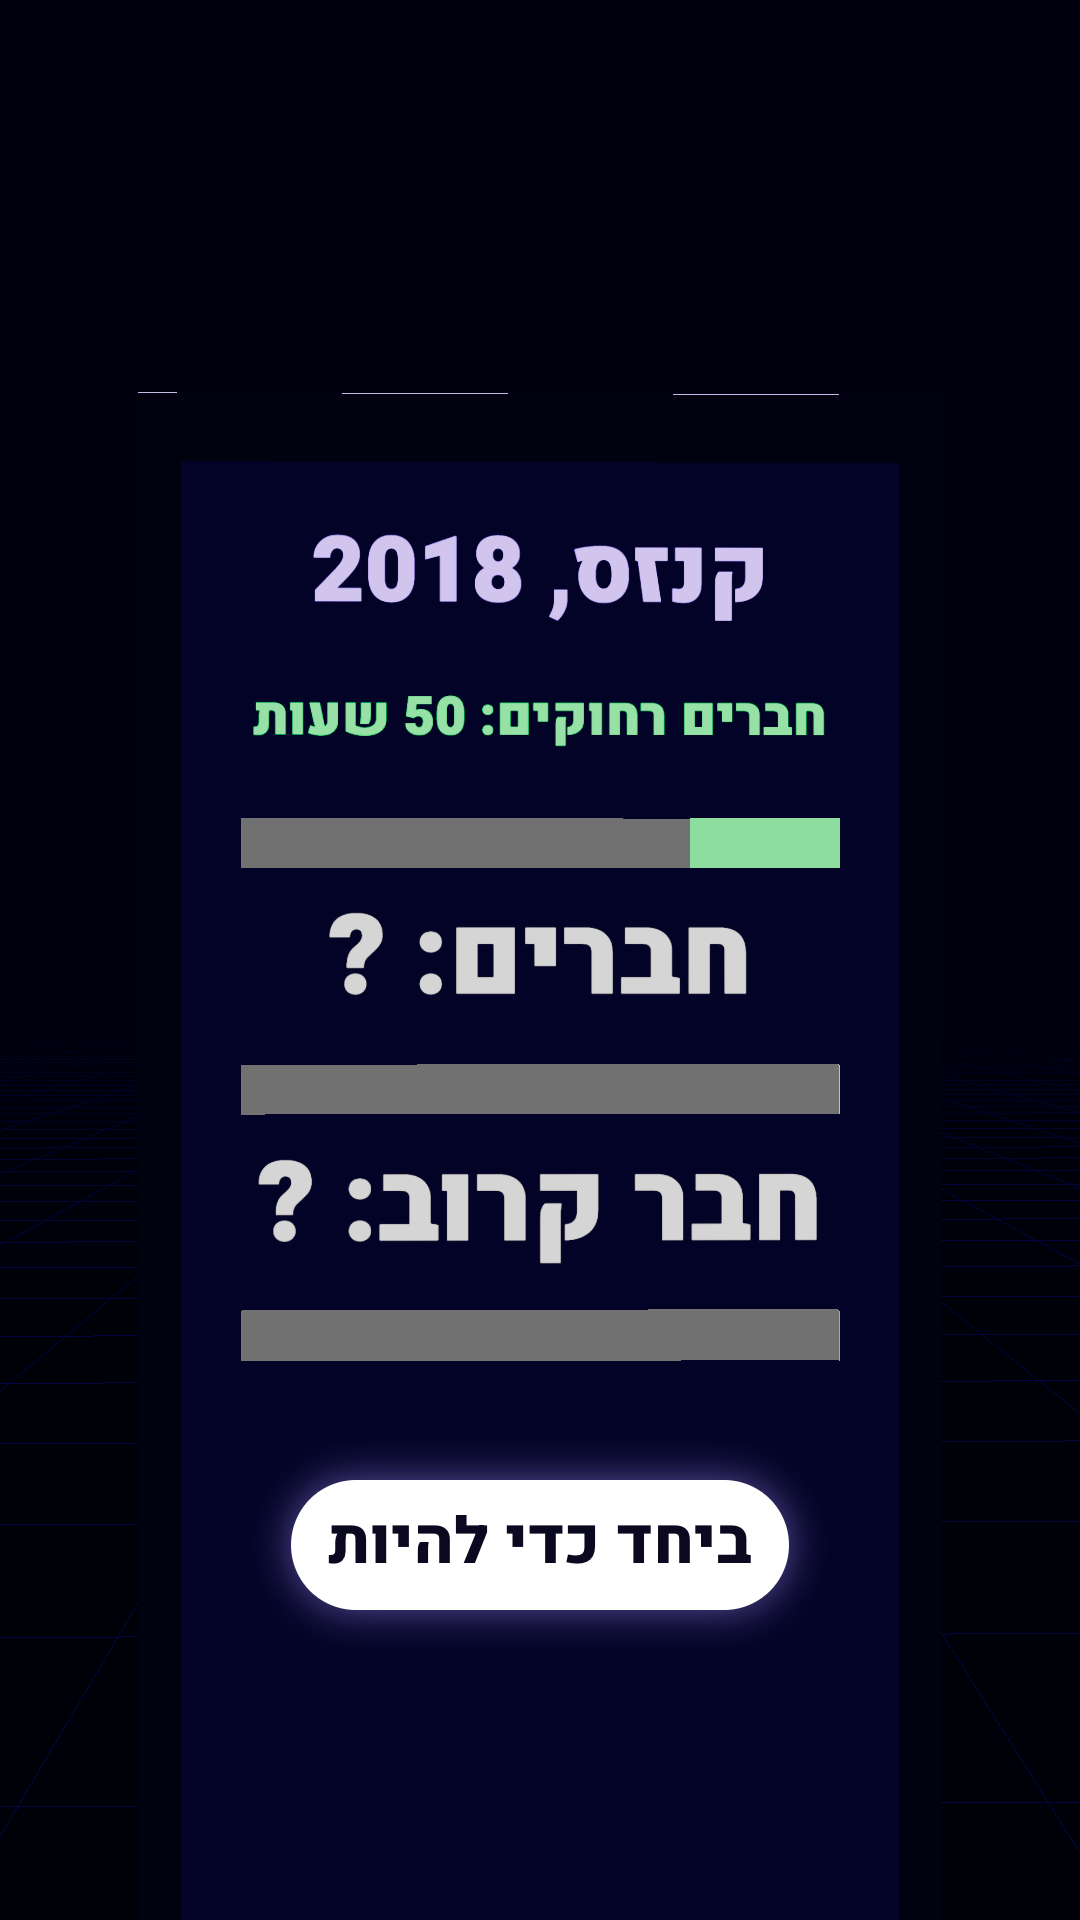 קנזס, 2018
חברים רחוקים: 50 שעות
חברים: ?
חבר קרוב: ?
ביחד כדי להיות